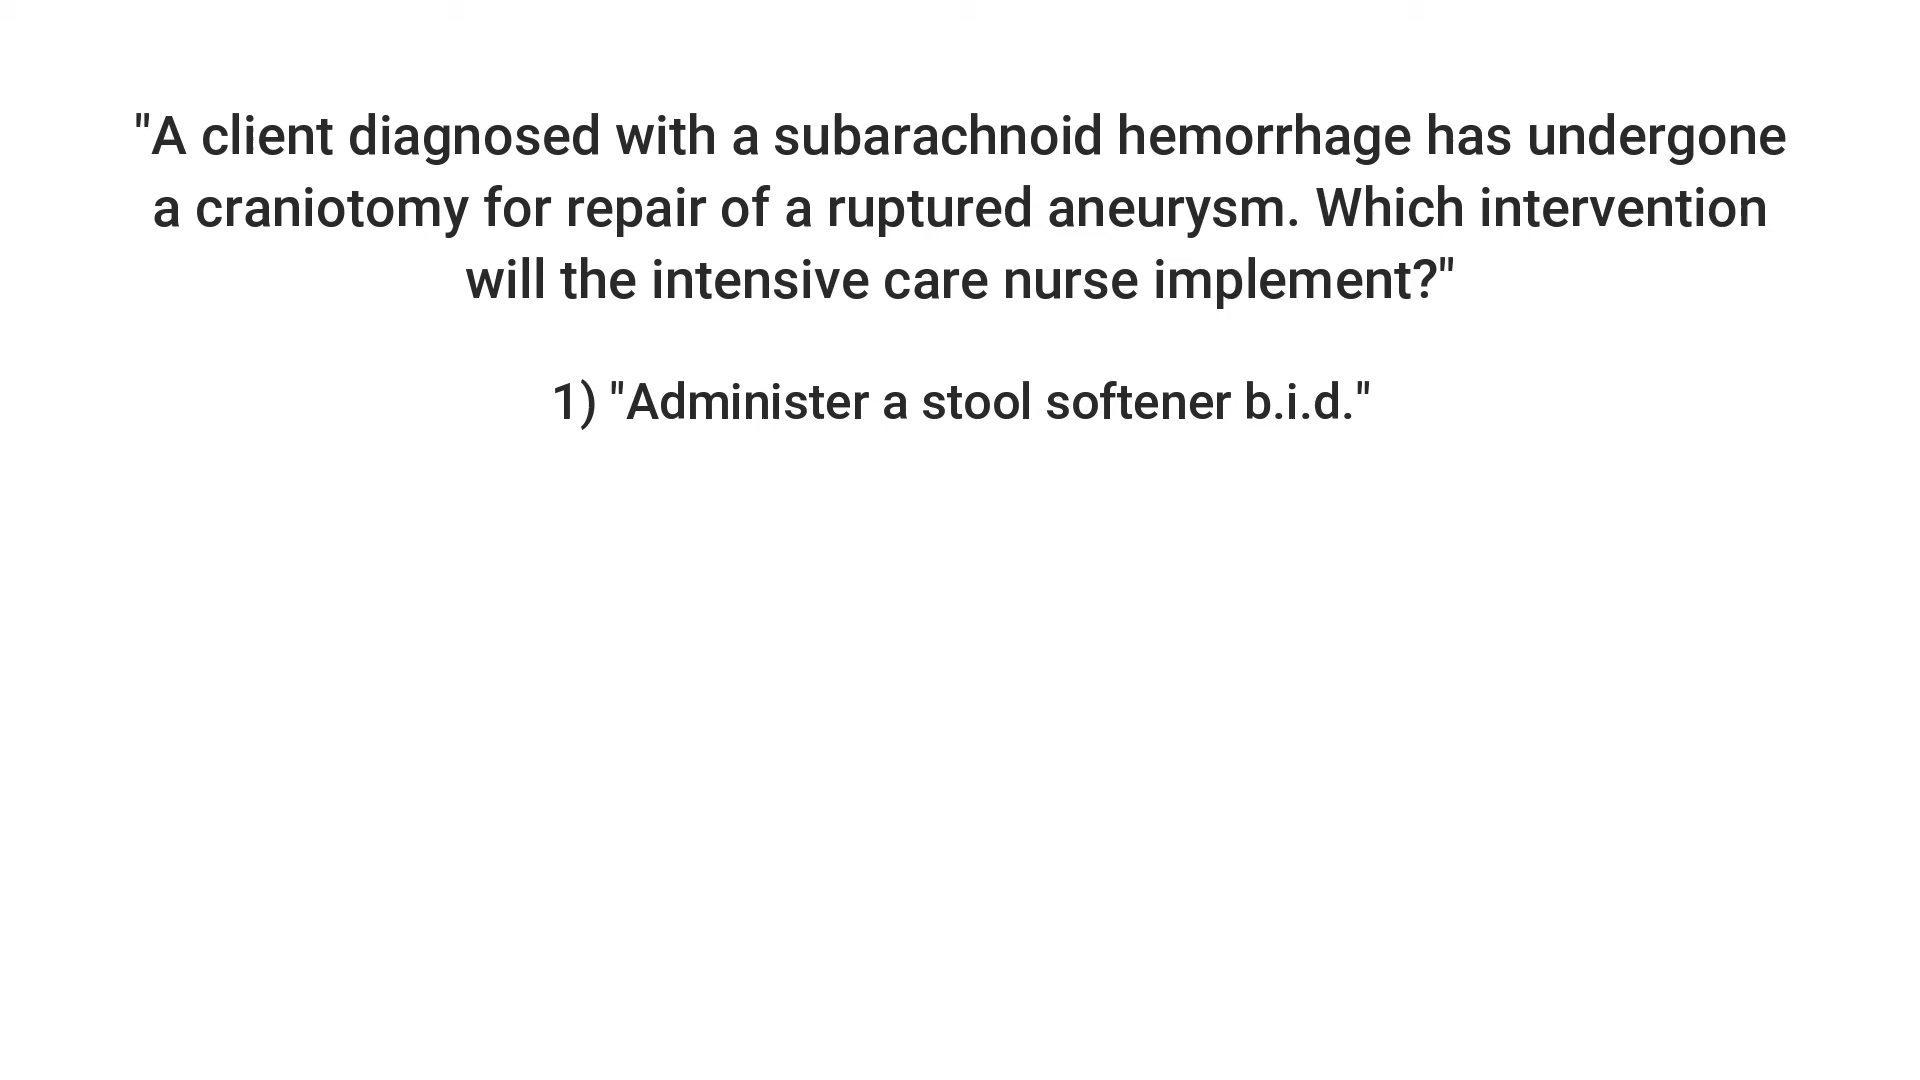 "A client diagnosed with a subarachnoid hemorrhage has undergone
a craniotomy for repair of a ruptured aneurysm. Which intervention
will the intensive care nurse implement?"
1) "Administer a stool softener b.i.d."